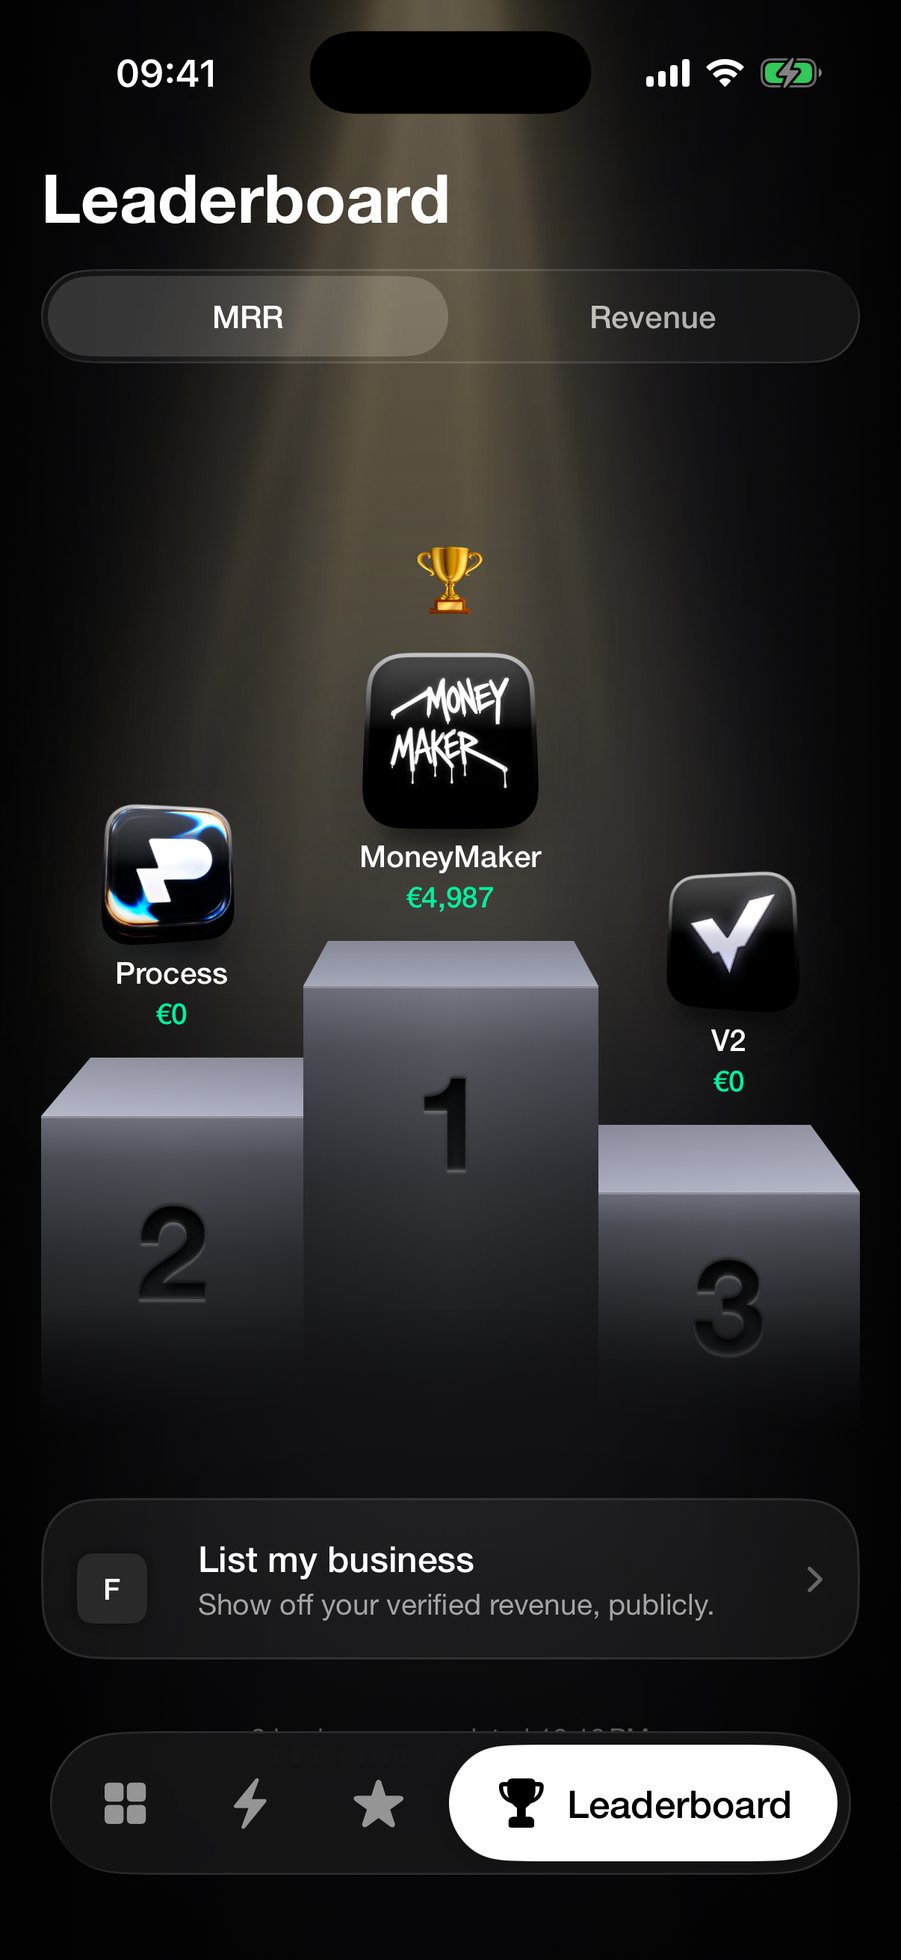 09:41
Leaderboard
MRR
Revenue
MONEY
MAKER
MoneyMaker
€4,987
Process
€0
V2
€0
1
2
3
F
List my business
Show off your verified revenue, publicly.
Leaderboard